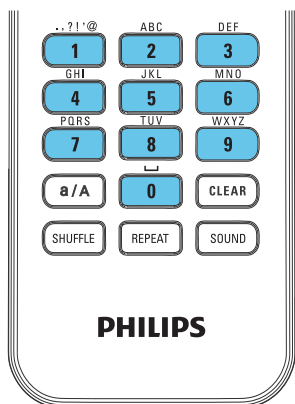 .,?!'@ ABC DEF
1 2 3
GHI JKL MNO
4 5 6
PQRS TUV WXYZ
7 8 9
a/A 0 CLEAR
SHUFFLE REPEAT SOUND
PHILIPS